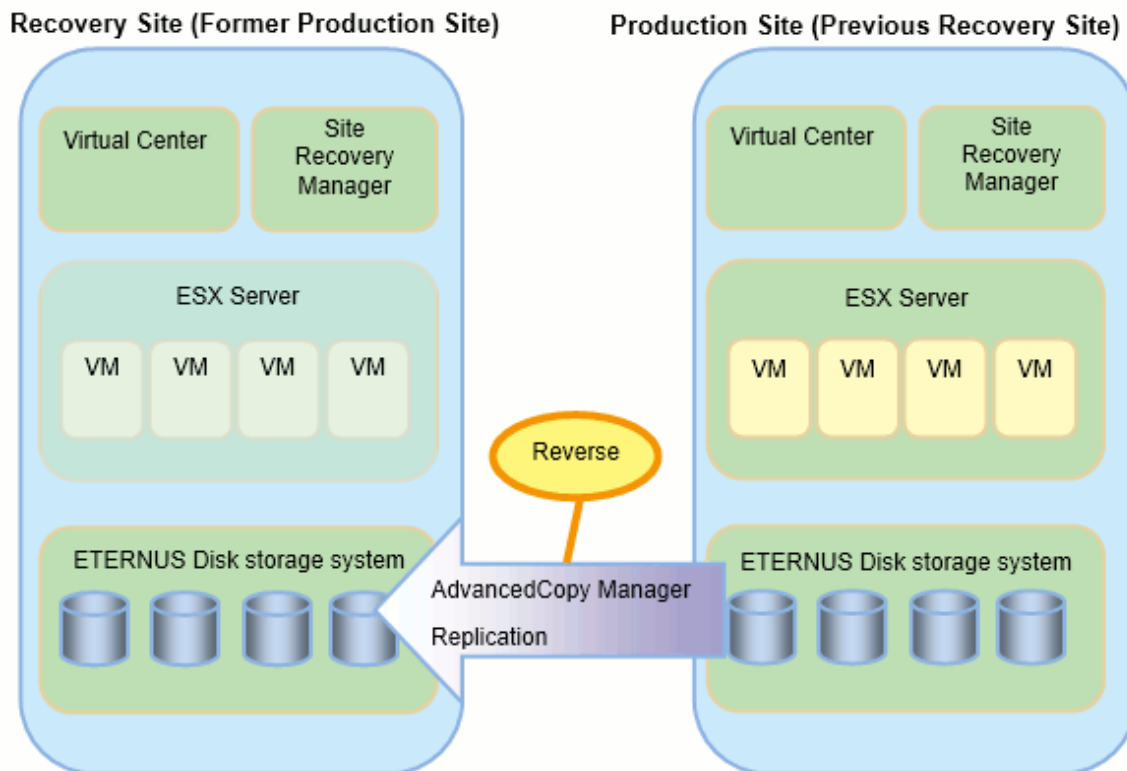 Recovery Site (Former Production Site)
Production Site (Previous Recovery Site)
Virtual Center
Site
Recovery
Manager
Virtual Center
Site
Recovery
Manager
ESX Server
VM VM VM VM
ESX Server
VM VM VM VM
Reverse
ETERNUS Disk storage system
ETERNUS Disk storage system
AdvancedCopy Manager
Replication